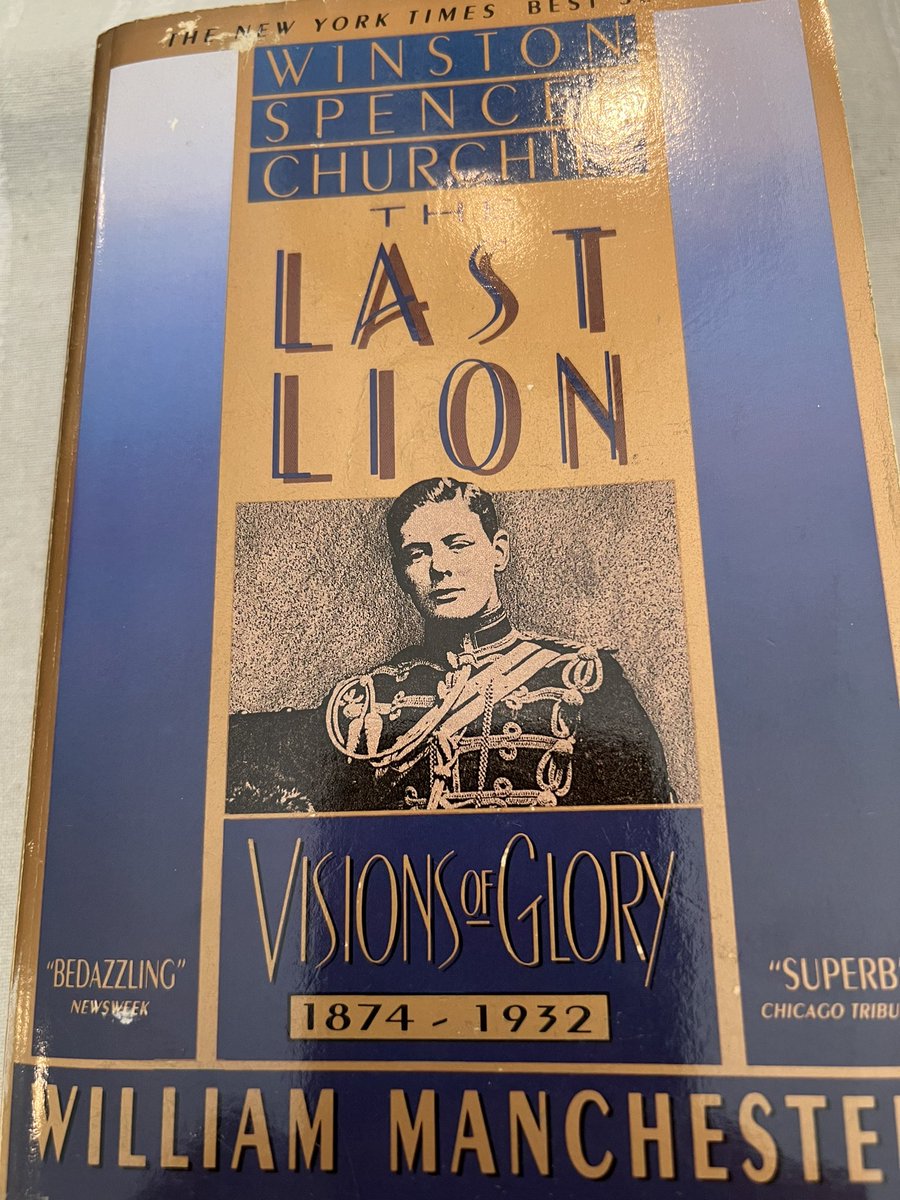 THE NEW YORK TIMES BEST
WINSTON
SPENCE
CHURCHILL
THE
LAST
LION
VISIONS OF GLORY
1874 - 1932
"BEDAZZLING"
NEWSWEEK
"SUPERB"
CHICAGO TRIBU
WILLIAM MANCHESTE